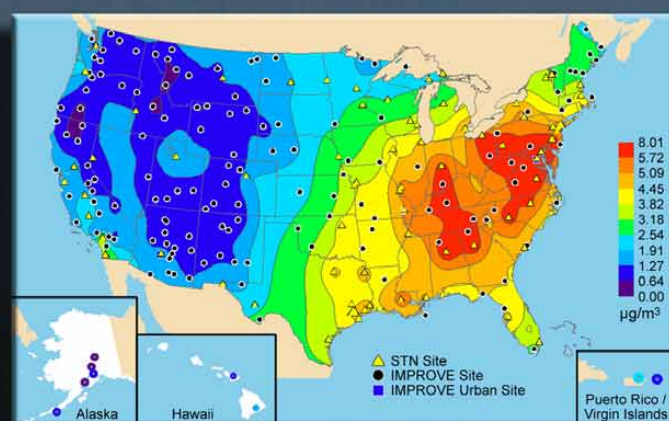 8.01
5.72
5.09
4.45
3.82
3.18
2.54
1.91
1.27
0.64
0.00
µg/m³
STN Site
IMPROVE Site
IMPROVE Urban Site
Alaska
Hawaii
Puerto Rico /
Virgin Islands